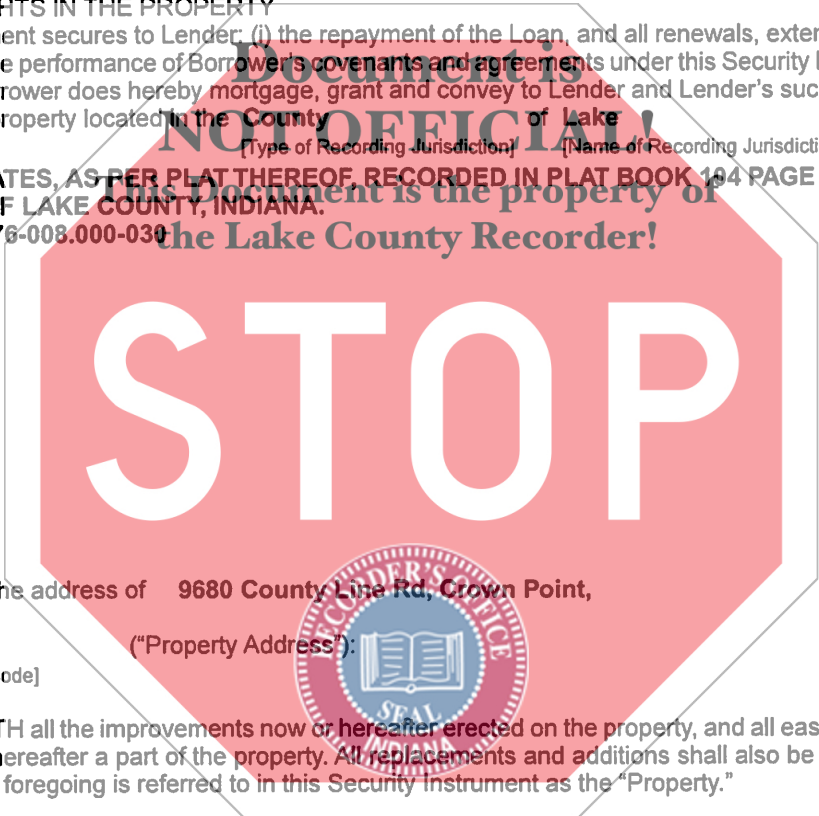 HTS IN THE PROPERTY
ent secures to Lender: (i) the repayment of the Loan, and all renewals, exter
e performance of Borrower's covenants and agreements under this Security I
rower does hereby mortgage, grant and convey to Lender and Lender's suc
roperty located in the County of Lake
[Type of Recording Jurisdiction] [Name of Recording Jurisdicti
ATES, AS PER PLAT THEREOF, RECORDED IN PLAT BOOK 104 PAGE
F LAKE COUNTY, INDIANA.
6-008.000-030
Document is
NOT OFFICIAL!
This Document is the property of
the Lake County Recorder!
STOP
he address of 9680 County Line Rd, Crown Point,
("Property Address"):
ode]
RECORDER'S OFFICE
SEAL
INDIANA
TH all the improvements now or hereafter erected on the property, and all eas
ereafter a part of the property. All replacements and additions shall also be
foregoing is referred to in this Security Instrument as the "Property."